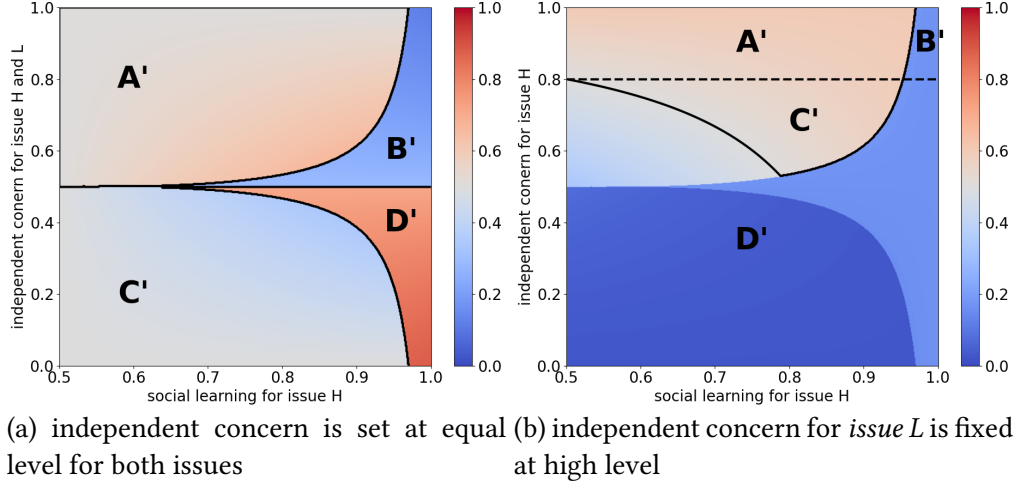 independent conern for issue H and L
1.0
0.8
0.6
0.4
0.2
0.0
0.5
0.6
0.7
0.8
0.9
1.0
social learning for issue H
A'
B'
C'
D'
1.0
0.8
0.6
0.4
0.2
0.0
(a) independent concern is set at equal
level for both issues
independent concern for issue H
1.0
0.8
0.6
0.4
0.2
0.0
0.5
0.6
0.7
0.8
0.9
1.0
social learning for issue H
A'
B'
C'
D'
1.0
0.8
0.6
0.4
0.2
0.0
(b) independent concern for issue L is fixed
at high level